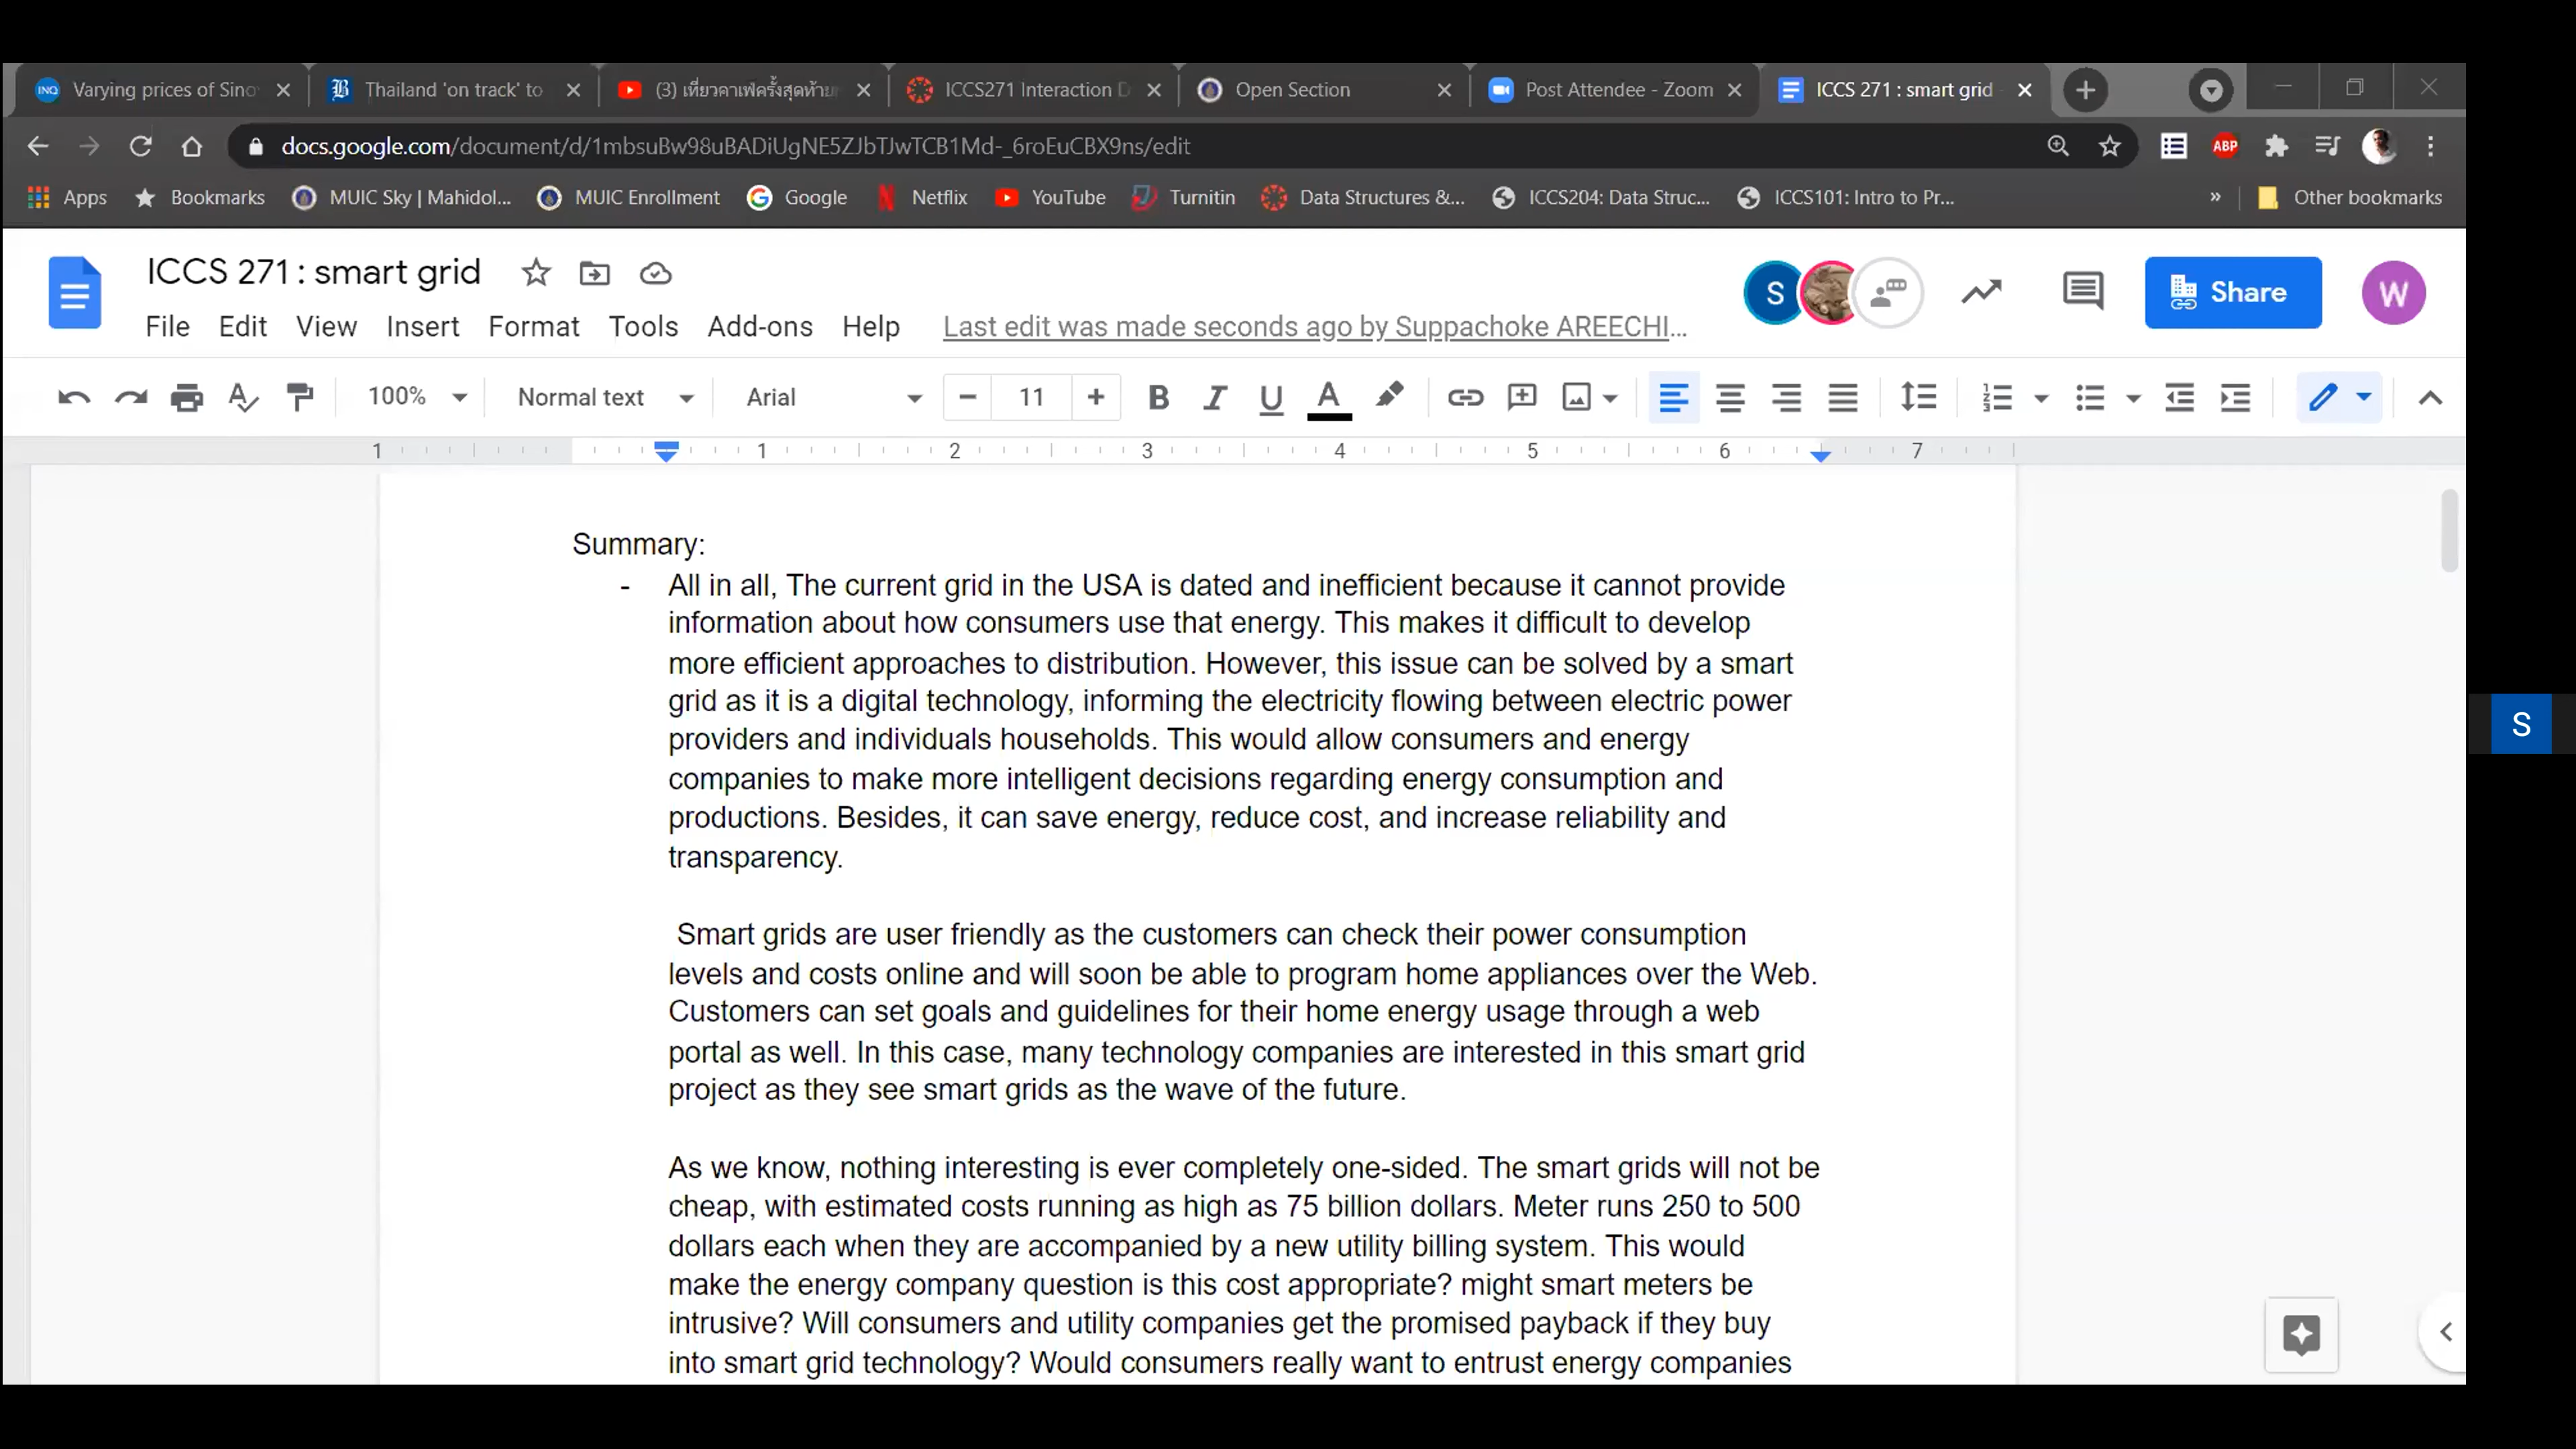 INQ Varying prices of Sino
Thailand 'on track' to
(3) เที่ยวคาเฟ่ครั้งสุดท้าย
ICCS271 Interaction D
Open Section
Post Attendee - Zoom
ICCS 271 : smart grid
docs.google.com/document/d/1mbsuBw98uBADiUgNE5ZJbTJwTCB1Md-_6roEuCBX9ns/edit
ABP
Apps Bookmarks MUIC Sky | Mahidol... MUIC Enrollment Google Netflix YouTube Turnitin Data Structures &... ICCS204: Data Struc... ICCS101: Intro to Pr... » Other bookmarks
ICCS 271 : smart grid
S
Share
W
File Edit View Insert Format Tools Add-ons Help Last edit was made seconds ago by Suppachoke AREECHI...
100% Normal text Arial 11 B I U A
1 1 2 3 4 5 6 7
Summary:
- All in all, The current grid in the USA is dated and inefficient because it cannot provide
information about how consumers use that energy. This makes it difficult to develop
more efficient approaches to distribution. However, this issue can be solved by a smart
grid as it is a digital technology, informing the electricity flowing between electric power
providers and individuals households. This would allow consumers and energy
companies to make more intelligent decisions regarding energy consumption and
productions. Besides, it can save energy, reduce cost, and increase reliability and
transparency.
Smart grids are user friendly as the customers can check their power consumption
levels and costs online and will soon be able to program home appliances over the Web.
Customers can set goals and guidelines for their home energy usage through a web
portal as well. In this case, many technology companies are interested in this smart grid
project as they see smart grids as the wave of the future.
As we know, nothing interesting is ever completely one-sided. The smart grids will not be
cheap, with estimated costs running as high as 75 billion dollars. Meter runs 250 to 500
dollars each when they are accompanied by a new utility billing system. This would
make the energy company question is this cost appropriate? might smart meters be
intrusive? Will consumers and utility companies get the promised payback if they buy
into smart grid technology? Would consumers really want to entrust energy companies
S